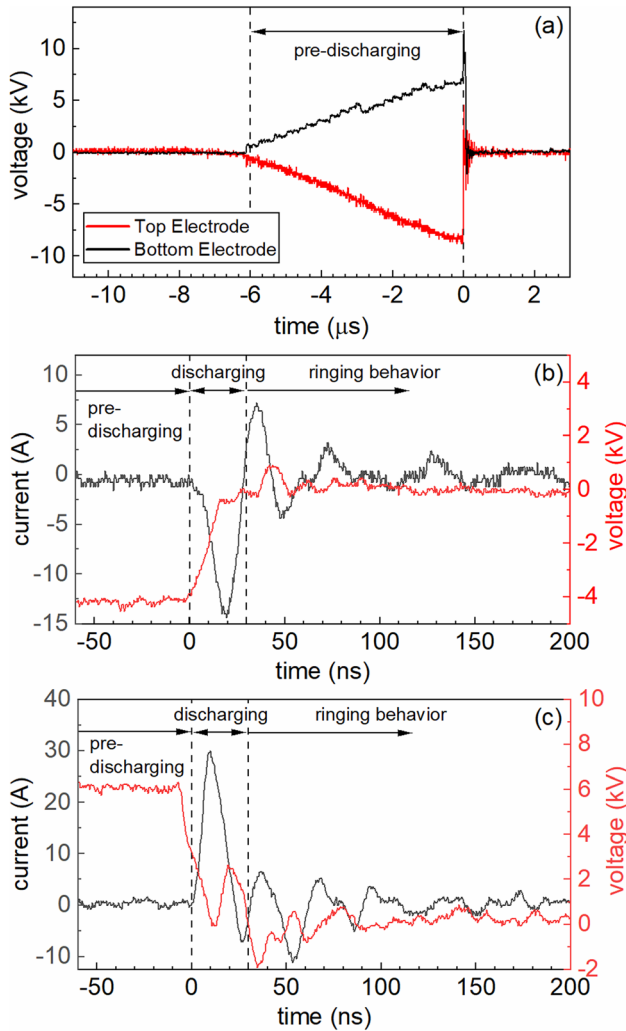 (a)
pre-discharging
10
5
0
-5
-10
voltage (kV)
Top Electrode
Bottom Electrode
-10 -8 -6 -4 -2 0 2
time (μs)
(b)
discharging ringing behavior
pre-
discharging
10
5
0
-5
-10
-15
current (A)
4
2
0
-2
-4
voltage (kV)
-50 0 50 100 150 200
time (ns)
(c)
discharging ringing behavior
pre-
discharging
40
30
20
10
0
-10
current (A)
10
8
6
4
2
0
-2
voltage (kV)
-50 0 50 100 150 200
time (ns)